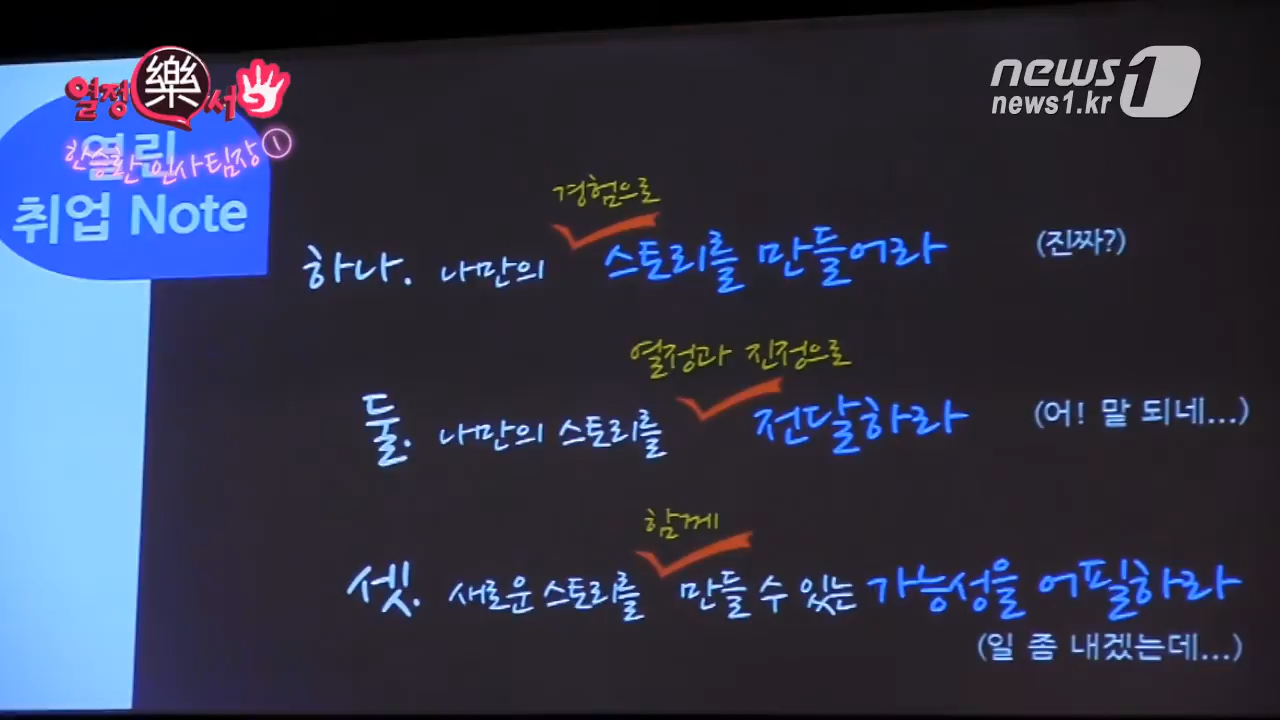 열정樂서
한승환 인사팀장 ①
news1
news1.kr
열린
취업 Note
경험으로
하나. 나만의 스토리를 만들어라 (진짜?)
열정과 진정으로
둘. 나만의 스토리를 전달하라 (어! 말 되네...)
함께
셋. 새로운 스토리를 만들 수 있는 가능성을 어필하라
(일 좀 내겠는데...)